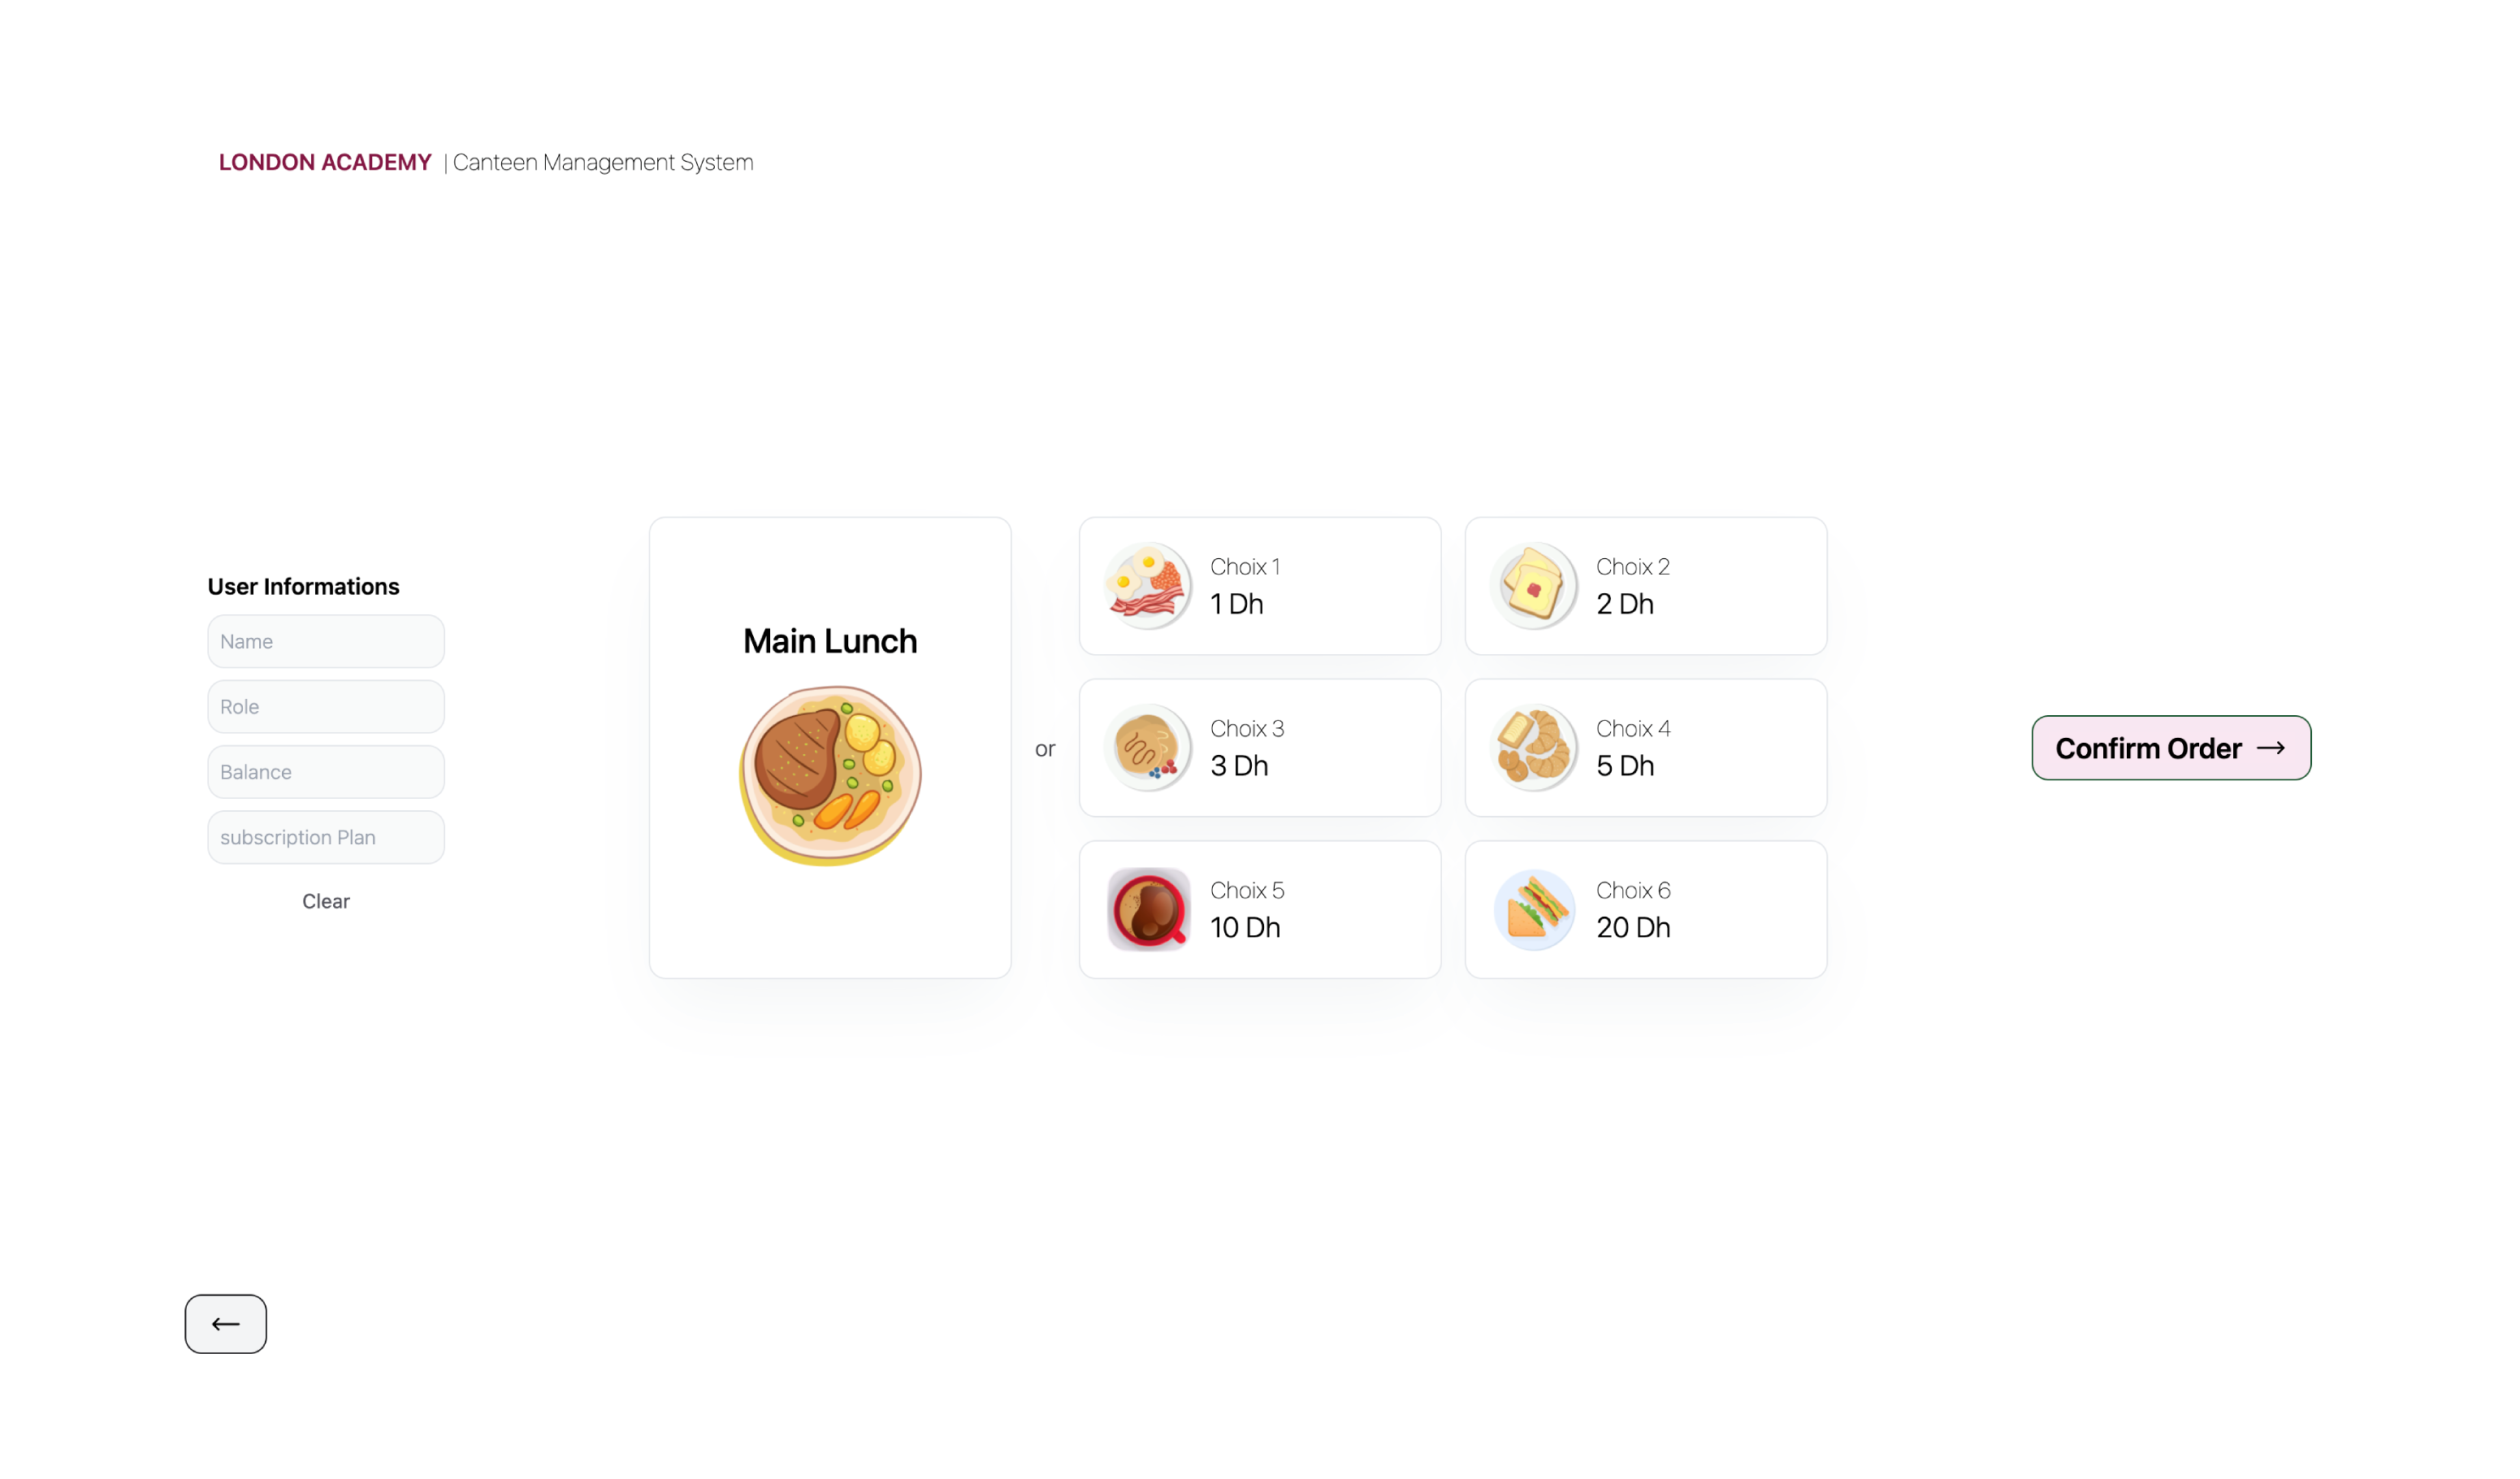 LONDON ACADEMY | Canteen Management System
User Informations
Name
Role
Balance
subscription Plan
Clear
Main Lunch
or
Choix 1
1 Dh
Choix 2
2 Dh
Choix 3
3 Dh
Choix 4
5 Dh
Choix 5
10 Dh
Choix 6
20 Dh
Confirm Order